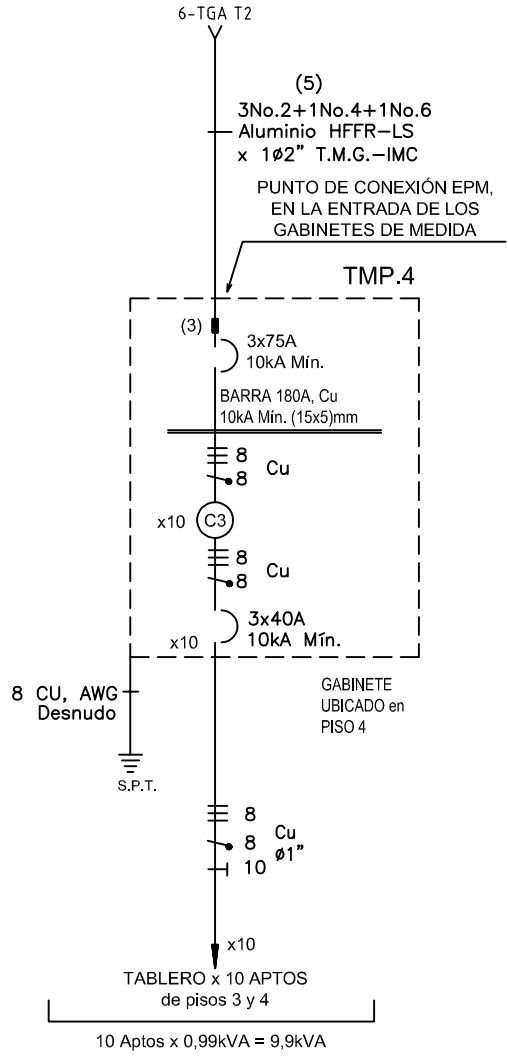 6-TGA T2
(5)
3No.2+1No.4+1No.6
Aluminio HFFR-LS
x 1ø2” T.M.G.-IMC
PUNTO DE CONEXIÓN EPM,
EN LA ENTRADA DE LOS
GABINETES DE MEDIDA
TMP.4
(3)
3x75A
10kA Mín.
BARRA 180A, Cu
10kA Mín. (15x5)mm
8
Cu
8
x10
C3
8
Cu
8
3x40A
10kA Mín.
x10
8 CU, AWG
Desnudo
GABINETE
UBICADO en
PISO 4
S.P.T.
8
Cu
8
ø1”
10
x10
TABLERO x 10 APTOS
de pisos 3 y 4
10 Aptos x 0,99kVA = 9,9kVA